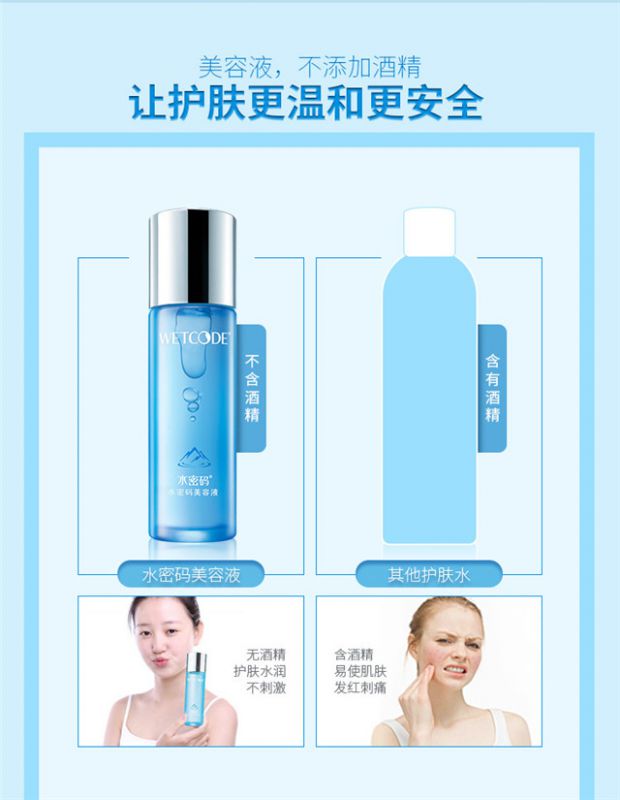 美容液，不添加酒精
让护肤更温和更安全
WETCODE®
不含酒精
水密码®
水密码美容液
水密码美容液
含有酒精
其他护肤水
无酒精
护肤水润
不刺激
含酒精
易使肌肤
发红刺痛